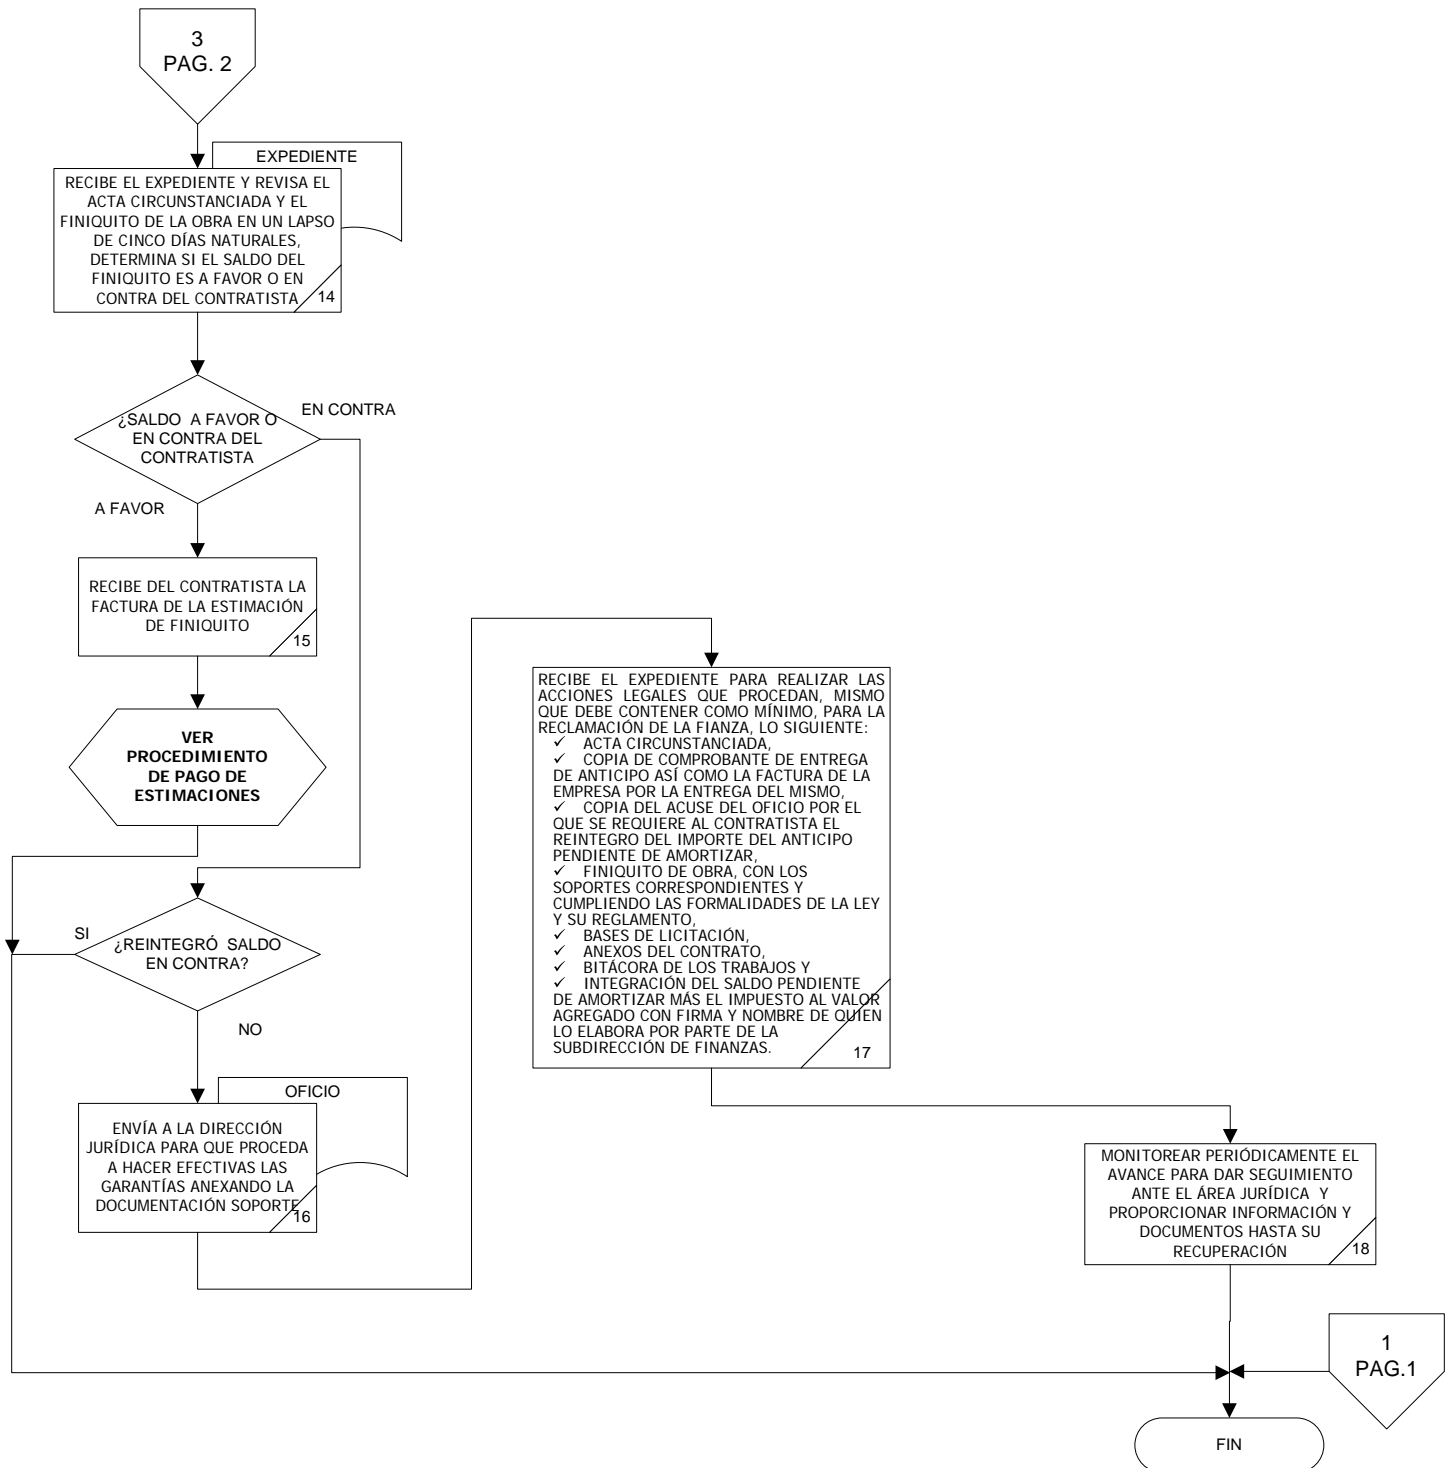 3
PAG. 2
EXPEDIENTE
RECIBE EL EXPEDIENTE Y REVISA EL
ACTA CIRCUNSTANCIADA Y EL
FINIQUITO DE LA OBRA EN UN LAPSO
DE CINCO DÍAS NATURALES,
DETERMINA SI EL SALDO DEL
FINIQUITO ES A FAVOR O EN
CONTRA DEL CONTRATISTA
14
¿SALDO A FAVOR O
EN CONTRA DEL
CONTRATISTA
EN CONTRA
A FAVOR
RECIBE DEL CONTRATISTA LA
FACTURA DE LA ESTIMACIÓN
DE FINIQUITO
15
VER
PROCEDIMIENTO
DE PAGO DE
ESTIMACIONES
SI
¿REINTEGRÓ SALDO
EN CONTRA?
NO
OFICIO
ENVÍA A LA DIRECCIÓN
JURÍDICA PARA QUE PROCEDA
A HACER EFECTIVAS LAS
GARANTÍAS ANEXANDO LA
DOCUMENTACIÓN SOPORTE
16
RECIBE EL EXPEDIENTE PARA REALIZAR LAS
ACCIONES LEGALES QUE PROCEDAN, MISMO
QUE DEBE CONTENER COMO MÍNIMO, PARA LA
RECLAMACIÓN DE LA FIANZA, LO SIGUIENTE:
✓ ACTA CIRCUNSTANCIADA,
✓ COPIA DE COMPROBANTE DE ENTREGA
DE ANTICIPO ASÍ COMO LA FACTURA DE LA
EMPRESA POR LA ENTREGA DEL MISMO,
✓ COPIA DEL ACUSE DEL OFICIO POR EL
QUE SE REQUIERE AL CONTRATISTA EL
REINTEGRO DEL IMPORTE DEL ANTICIPO
PENDIENTE DE AMORTIZAR,
✓ FINIQUITO DE OBRA, CON LOS
SOPORTES CORRESPONDIENTES Y
CUMPLIENDO LAS FORMALIDADES DE LA LEY
Y SU REGLAMENTO,
✓ BASES DE LICITACIÓN,
✓ ANEXOS DEL CONTRATO,
✓ BITÁCORA DE LOS TRABAJOS Y
✓ INTEGRACIÓN DEL SALDO PENDIENTE
DE AMORTIZAR MÁS EL IMPUESTO AL VALOR
AGREGADO CON FIRMA Y NOMBRE DE QUIEN
LO ELABORA POR PARTE DE LA
SUBDIRECCIÓN DE FINANZAS.
17
MONITOREAR PERIÓDICAMENTE EL
AVANCE PARA DAR SEGUIMIENTO
ANTE EL ÁREA JURÍDICA Y
PROPORCIONAR INFORMACIÓN Y
DOCUMENTOS HASTA SU
RECUPERACIÓN
18
1
PAG.1
FIN